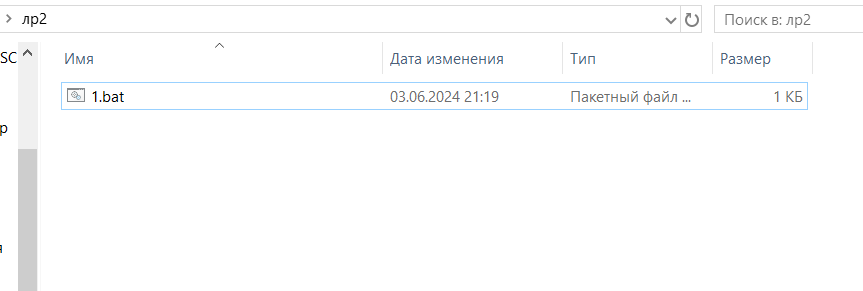 лр2
Поиск в: лр2
SC
Имя
Дата изменения
Тип
Размер
1.bat
03.06.2024 21:19
Пакетный файл ...
1 КБ
р
я